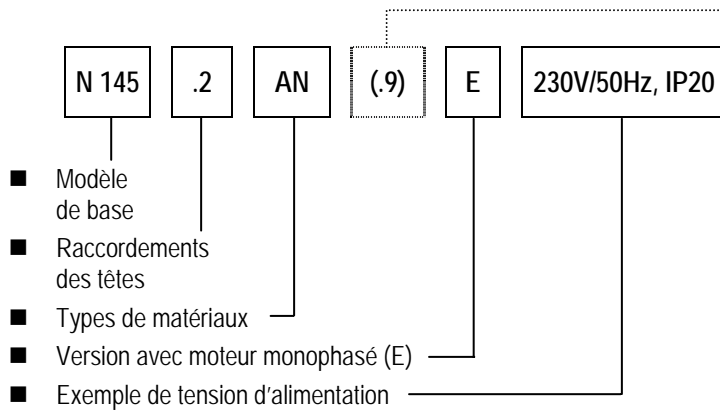 N 145 .2 AN (.9) E 230V/50Hz, IP20
■ Modèle
de base
■ Raccordements
des têtes
■ Types de matériaux
■ Version avec moteur monophasé (E)
■ Exemple de tension d’alimentation